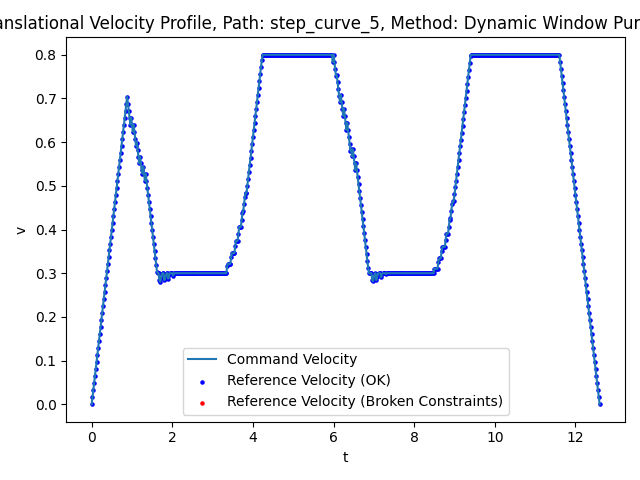 anslational Velocity Profile, Path: step_curve_5, Method: Dynamic Window Pur
0.8
0.7
0.6
0.5
0.4
0.3
0.2
0.1
0.0
v
Command Velocity
Reference Velocity (OK)
Reference Velocity (Broken Constraints)
0 2 4 6 8 10 12
t